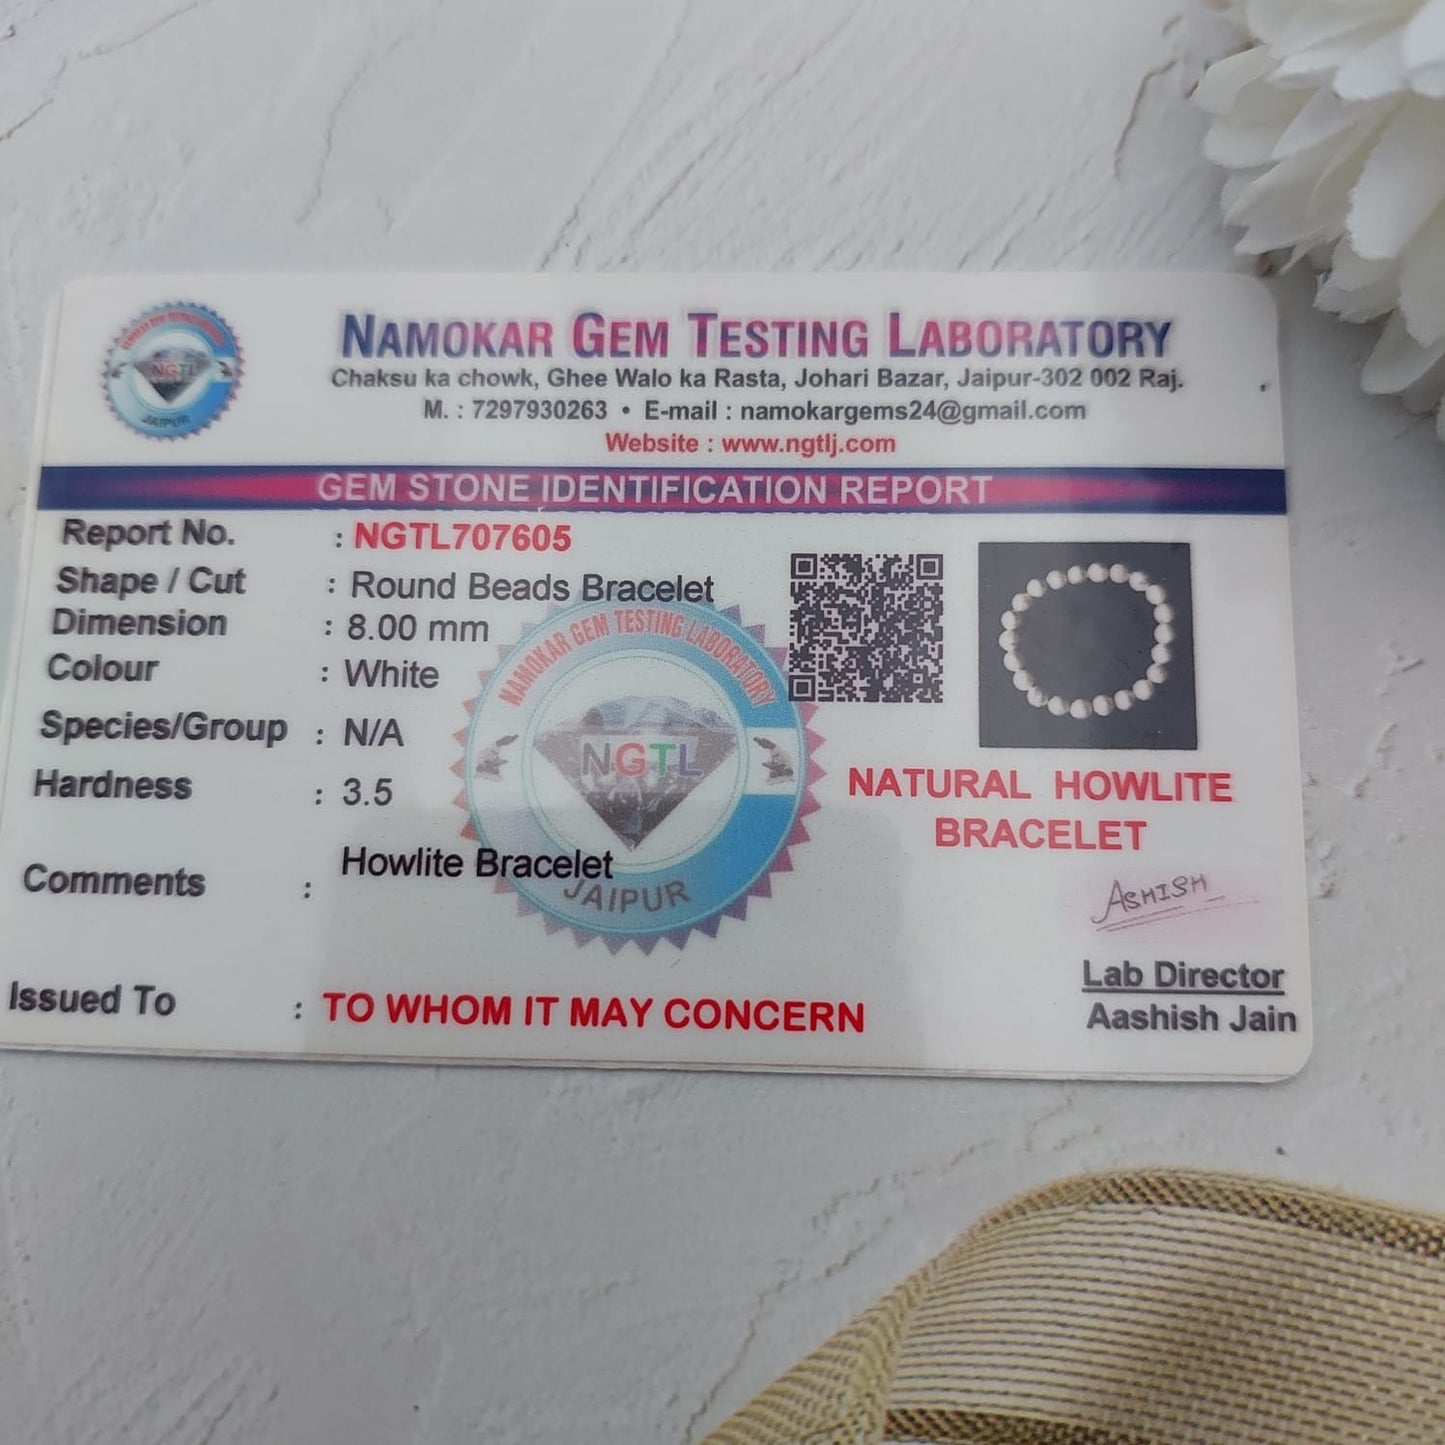 NAMOKAR GEM TESTING LABORATORY
Chaksu ka chowk, Ghee Walo ka Rasta, Johari Bazar, Jaipur-302 002 Raj.
M. : 7297930263 • E-mail : namokargems24@gmail.com
Website : www.ngtlj.com
NGTL
JAIPUR
GEM STONE IDENTIFICATION REPORT
Report No. : NGTL707605
Shape / Cut : Round Beads Bracelet
Dimension : 8.00 mm
Colour : White
Species/Group : N/A
Hardness : 3.5
Comments : Howlite Bracelet
Issued To : TO WHOM IT MAY CONCERN
NAMOKAR GEM TESTING LABORATORY
NGTL
JAIPUR
NATURAL HOWLITE
BRACELET
ASHISH
Lab Director
Aashish Jain